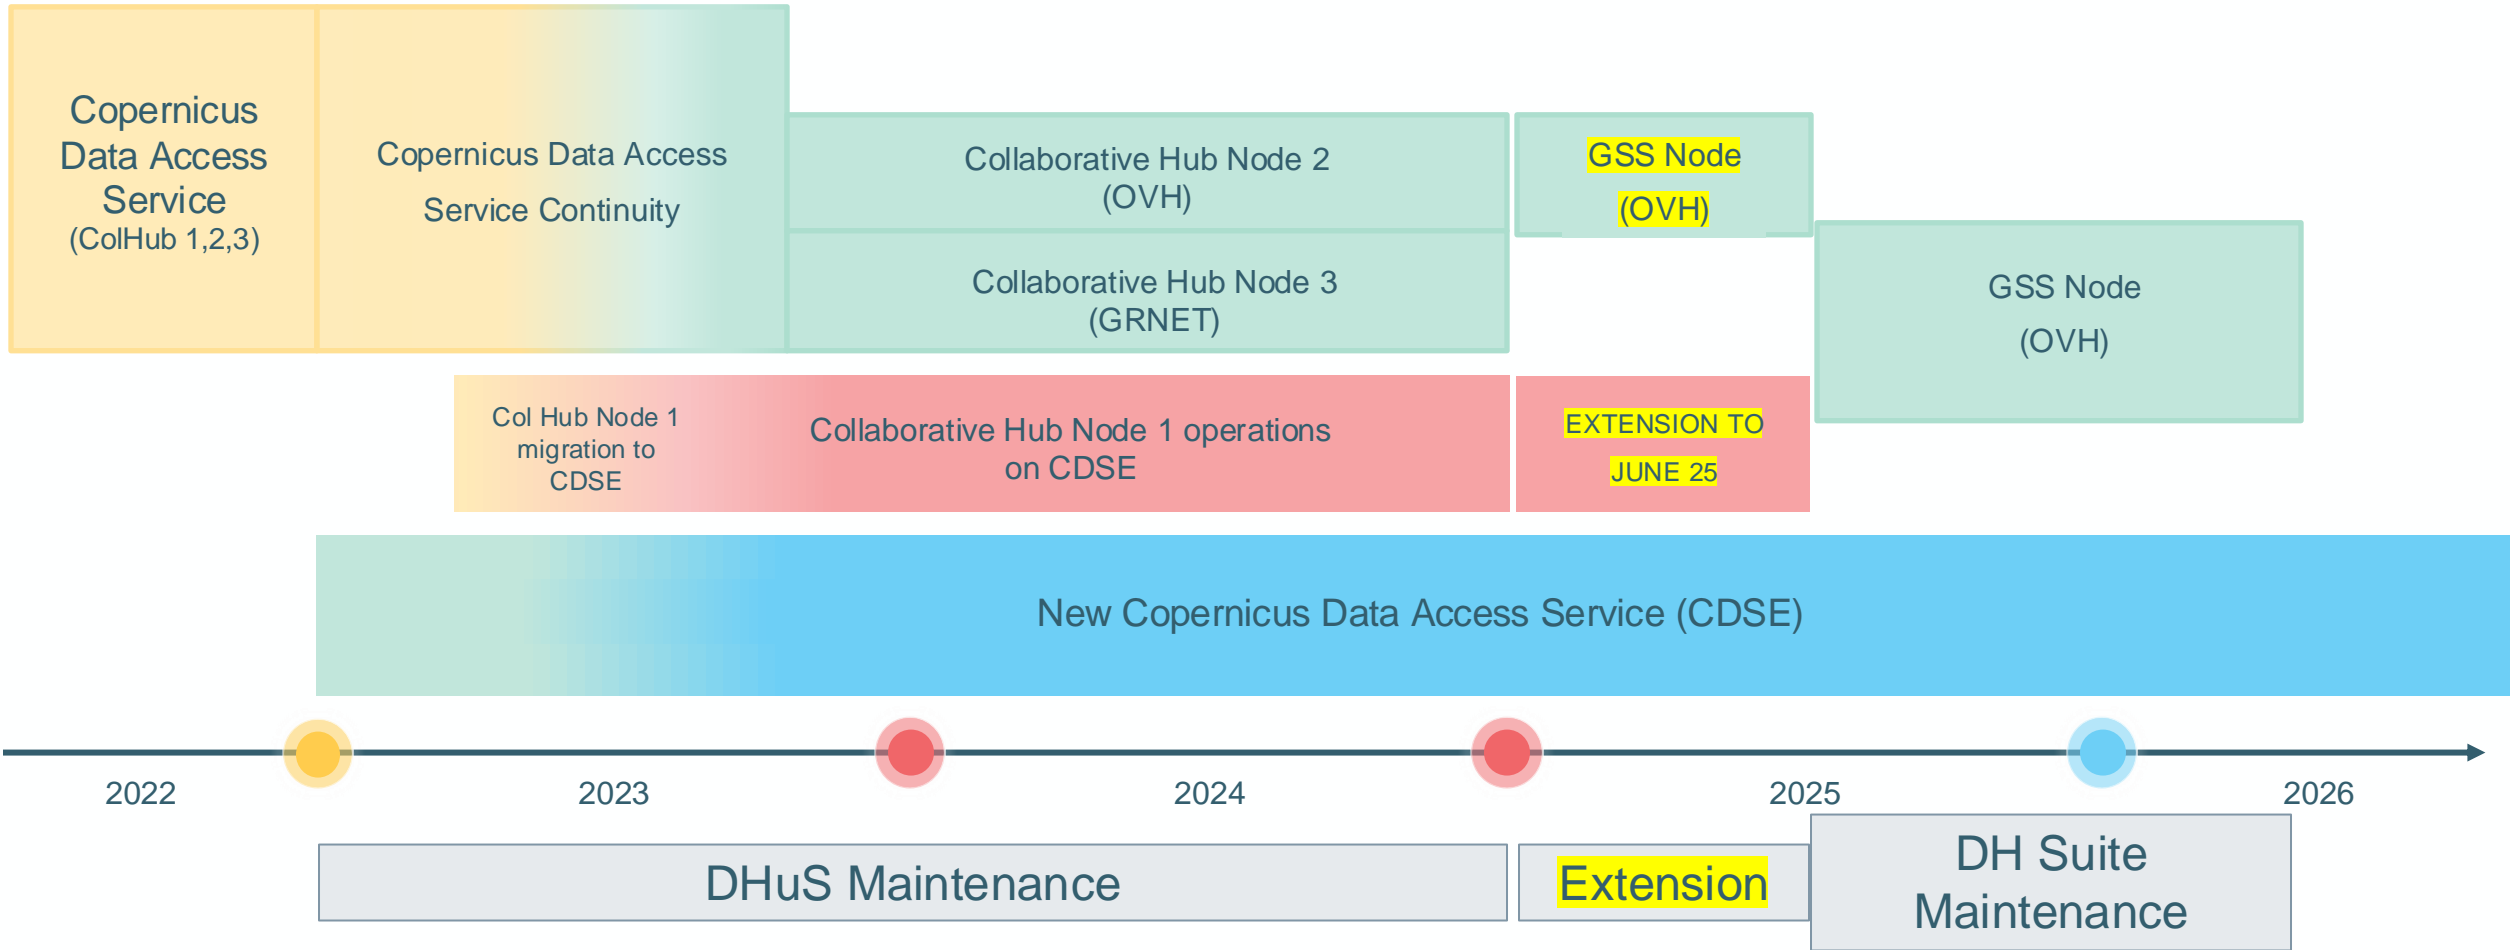 Copernicus
Data Access
Service
(ColHub 1,2,3)
Copernicus Data Access
Service Continuity
Collaborative Hub Node 2
(OVH)
GSS Node
(OVH)
Collaborative Hub Node 3
(GRNET)
GSS Node
(OVH)
Col Hub Node 1
migration to
CDSE
Collaborative Hub Node 1 operations
on CDSE
EXTENSION TO
JUNE 25
New Copernicus Data Access Service (CDSE)
2022
2023
2024
2025
2026
DHuS Maintenance
Extension
DH Suite
Maintenance